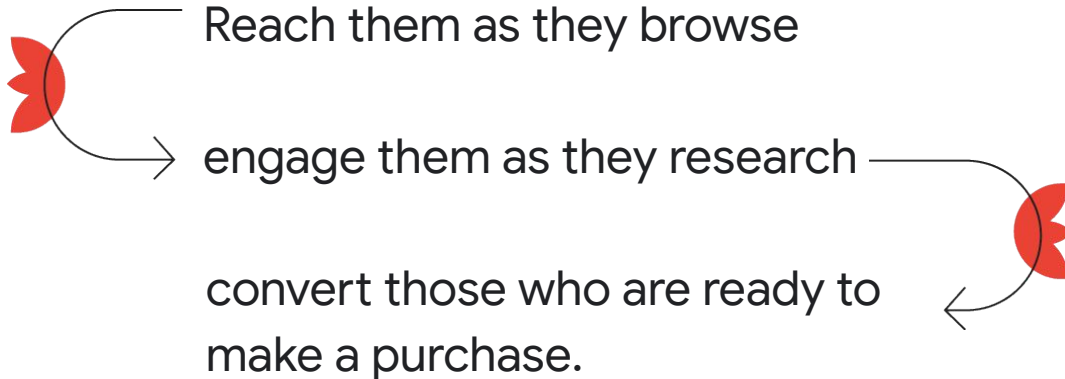 Reach them as they browse
engage them as they research
convert those who are ready to
make a purchase.